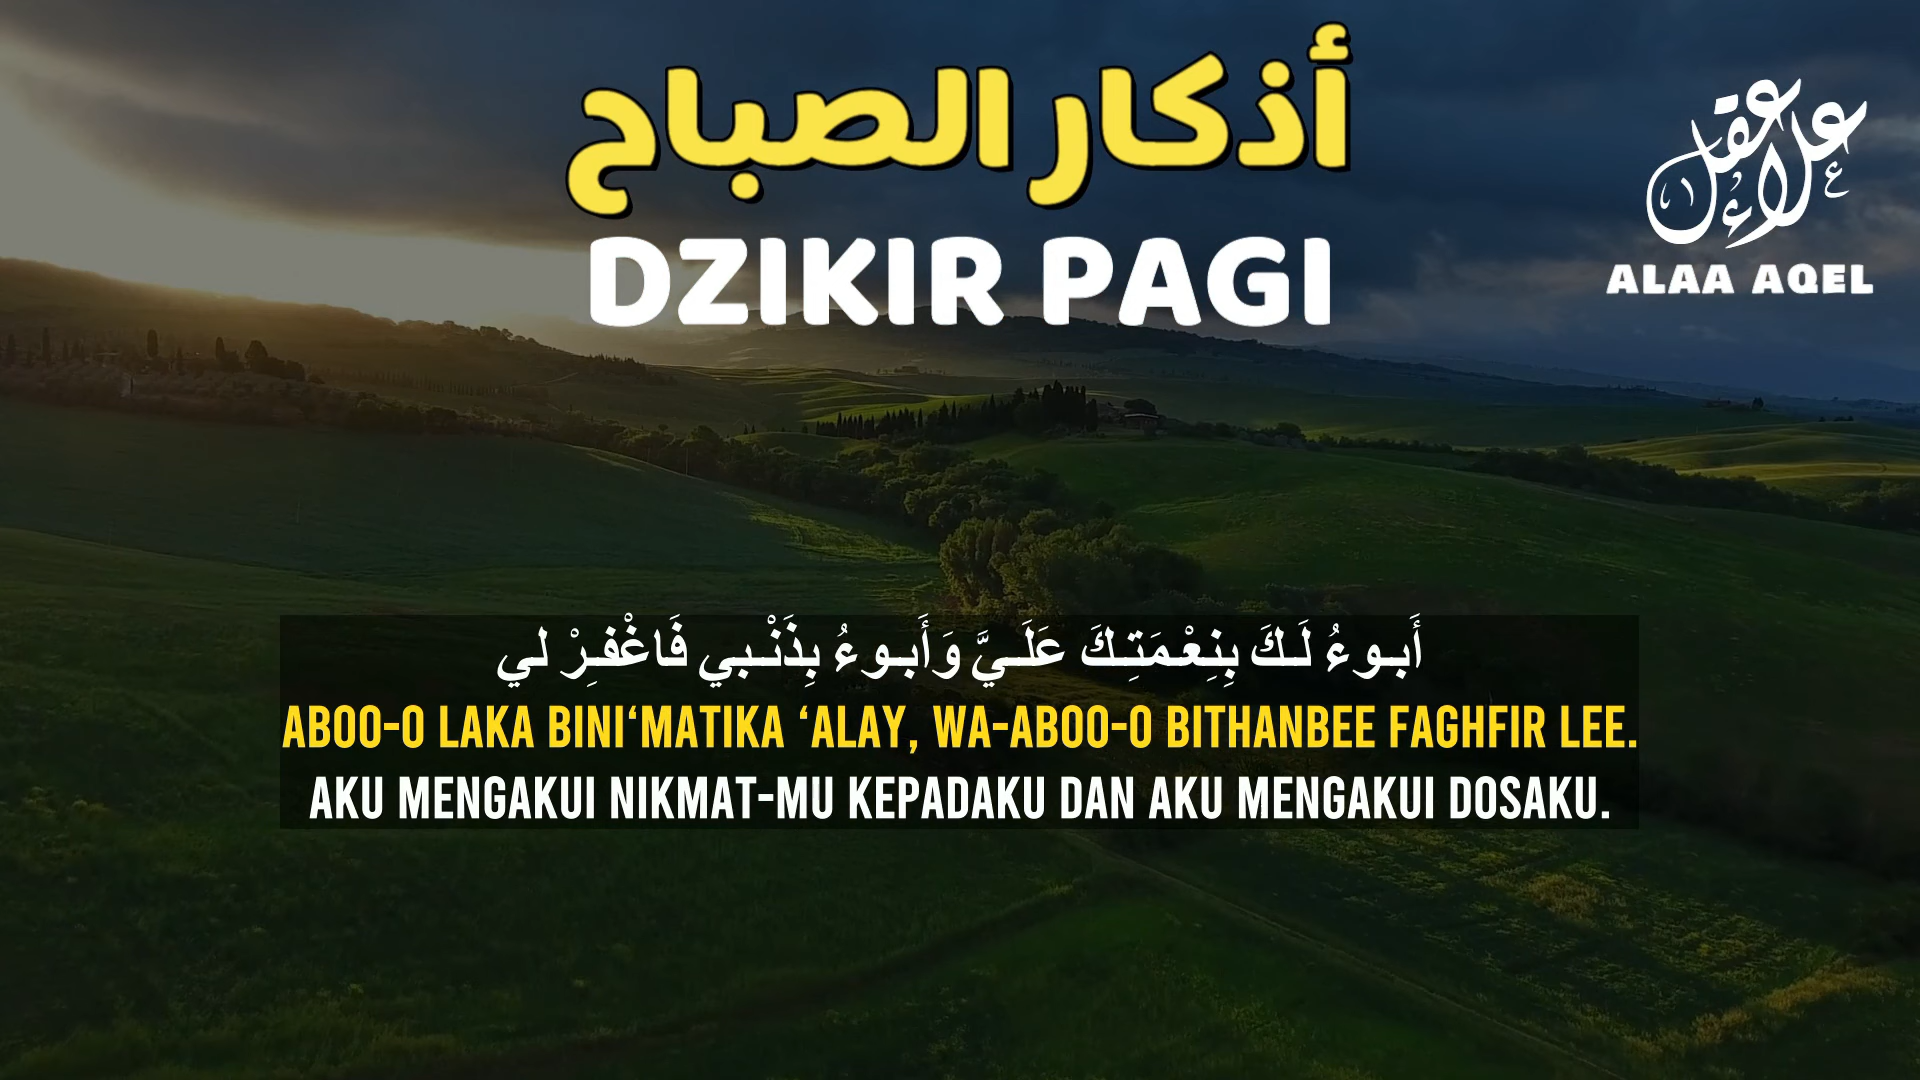 أذكار الصباح
DZIKIR PAGI
علاء عقل
ALAA AQEL
أَبـوءُ لَـكَ بِنِعْـمَتِـكَ عَلَـيَّ وَأَبـوءُ بِذَنْـبي فَاغْفـِرْ لي
ABOO-O LAKA BINI‘MATIKA ‘ALAY, WA-ABOO-O BITHANBEE FAGHFIR LEE.
AKU MENGAKUI NIKMAT-MU KEPADAKU DAN AKU MENGAKUI DOSAKU.